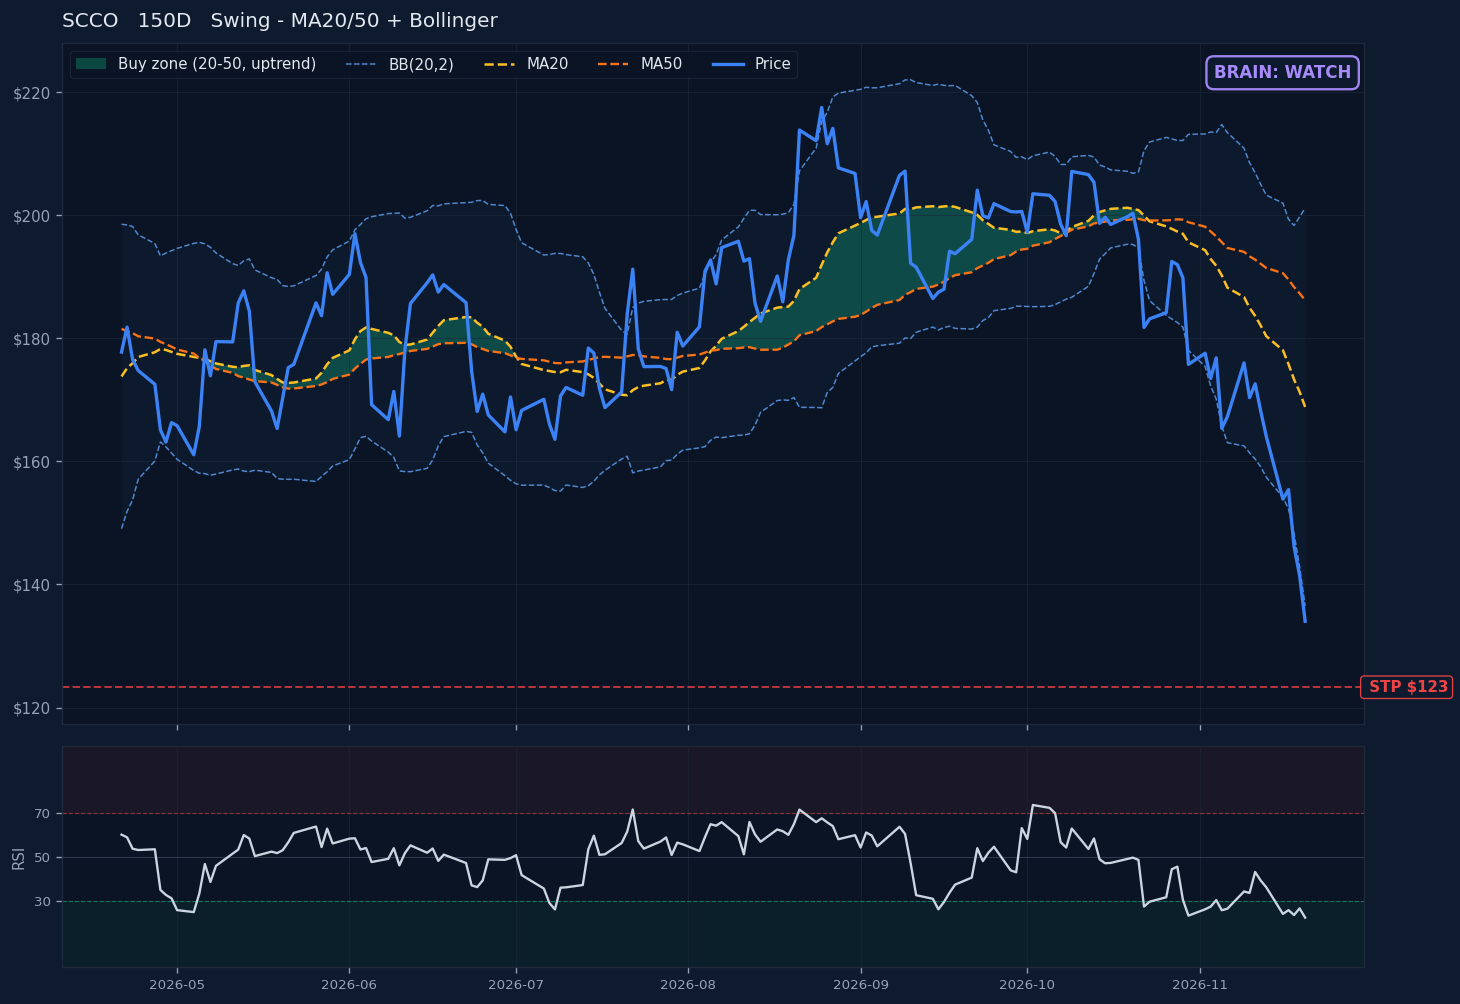 SCCO   150D   Swing - MA20/50 + Bollinger
Buy zone (20-50, uptrend)   BB(20,2)   MA20   MA50   Price
BRAIN: WATCH
$220
$200
$180
$160
$140
$120
STP $123
70
50
30
RSI
2026-05   2026-06   2026-07   2026-08   2026-09   2026-10   2026-11